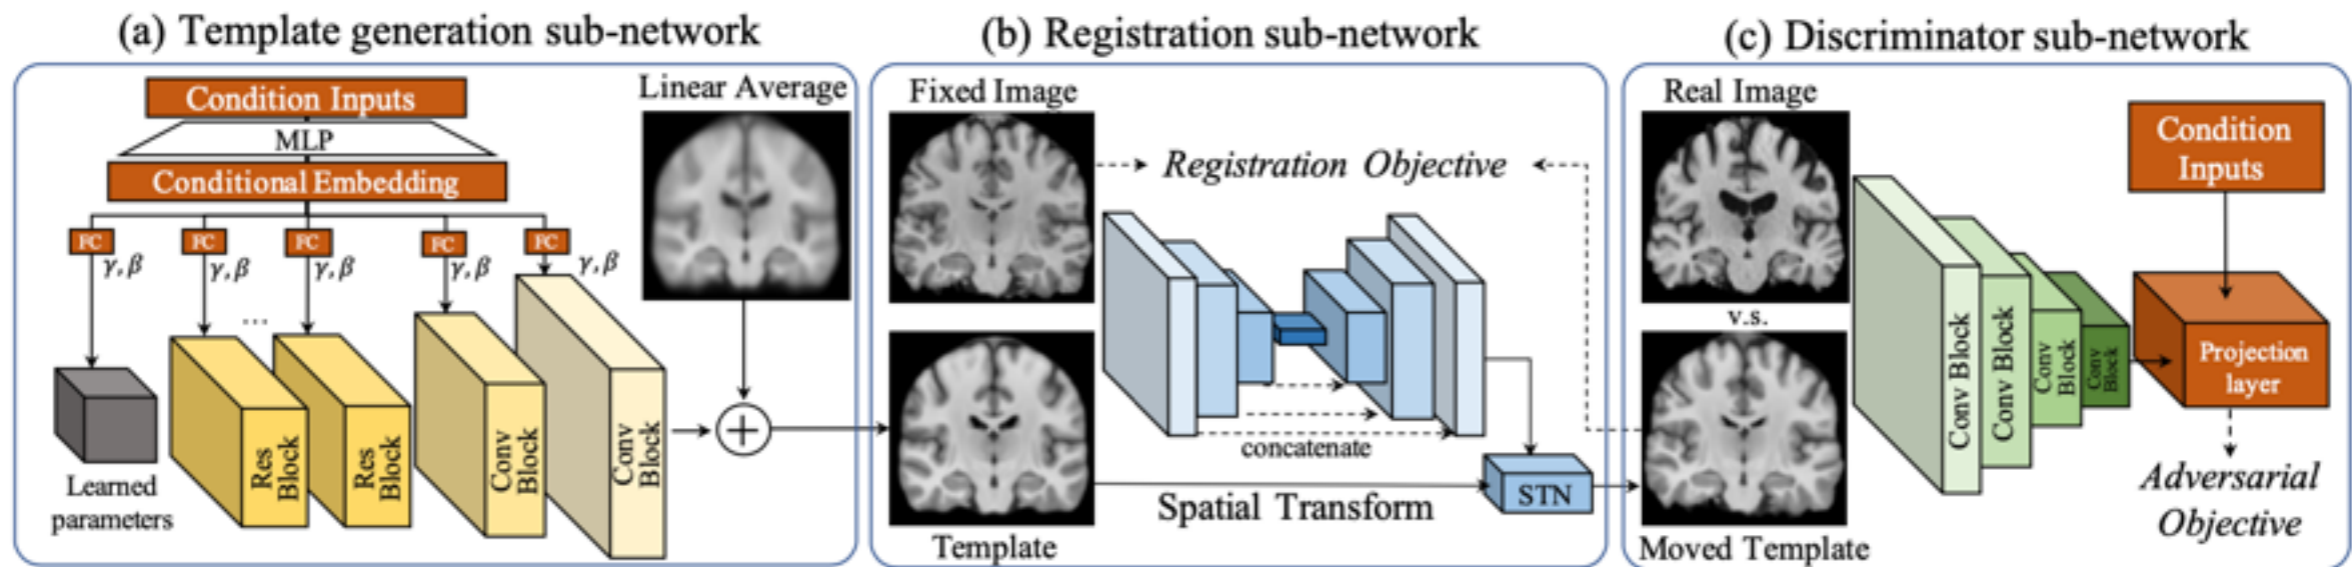 (a) Template generation sub-network
Condition Inputs
MLP
Conditional Embedding
FC
FC
FC
FC
FC
γ, β
γ, β
γ, β
γ, β
γ, β
...
Learned
parameters
Res
Block
Res
Block
Conv
Block
Conv
Block
Linear Average
(b) Registration sub-network
Fixed Image
Registration Objective
concatenate
Spatial Transform
STN
Template
(c) Discriminator sub-network
Real Image
v.s.
Moved Template
Conv Block
Conv Block
Conv
Block
Conv
Block
Condition
Inputs
Projection
layer
Adversarial
Objective